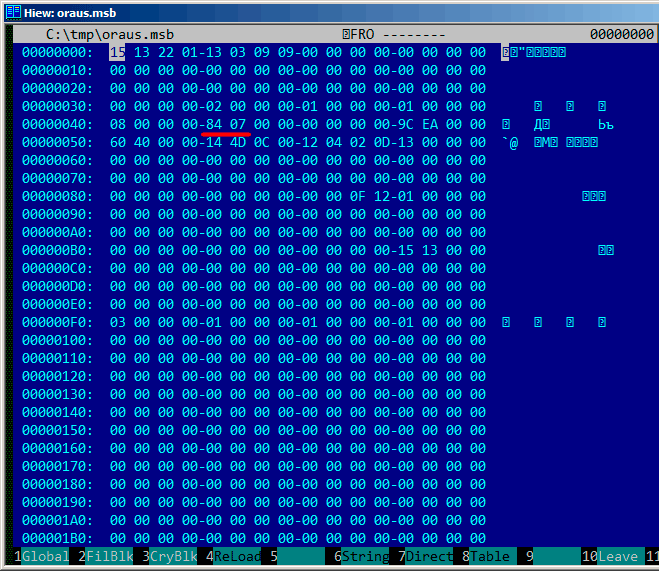 Hiew: oraus.msb
C:\tmp\oraus.msb FRO -------- 00000000
00000000: 15 13 22 01-13 03 09 09-00 00 00 00-00 00 00 00 "
00000010: 00 00 00 00-00 00 00 00-00 00 00 00-00 00 00 00
00000020: 00 00 00 00-00 00 00 00-00 00 00 00-00 00 00 00
00000030: 00 00 00 00-02 00 00 00-01 00 00 00-01 00 00 00
00000040: 08 00 00 00-84 07 00 00-00 00 00 00-9C EA 00 00 Д Ьъ
00000050: 60 40 00 00-14 4D 0C 00-12 04 02 0D-13 00 00 00 `@ M
00000060: 00 00 00 00-00 00 00 00-00 00 00 00-00 00 00 00
00000070: 00 00 00 00-00 00 00 00-00 00 00 00-00 00 00 00
00000080: 00 00 00 00-00 00 00 00-00 00 0F 12-01 00 00 00
00000090: 00 00 00 00-00 00 00 00-00 00 00 00-00 00 00 00
000000A0: 00 00 00 00-00 00 00 00-00 00 00 00-00 00 00 00
000000B0: 00 00 00 00-00 00 00 00-00 00 00 00-15 13 00 00
000000C0: 00 00 00 00-00 00 00 00-00 00 00 00-00 00 00 00
000000D0: 00 00 00 00-00 00 00 00-00 00 00 00-00 00 00 00
000000E0: 00 00 00 00-00 00 00 00-00 00 00 00-00 00 00 00
000000F0: 03 00 00 00-01 00 00 00-01 00 00 00-01 00 00 00
00000100: 00 00 00 00-00 00 00 00-00 00 00 00-00 00 00 00
00000110: 00 00 00 00-00 00 00 00-00 00 00 00-00 00 00 00
00000120: 00 00 00 00-00 00 00 00-00 00 00 00-00 00 00 00
00000130: 00 00 00 00-00 00 00 00-00 00 00 00-00 00 00 00
00000140: 00 00 00 00-00 00 00 00-00 00 00 00-00 00 00 00
00000150: 00 00 00 00-00 00 00 00-00 00 00 00-00 00 00 00
00000160: 00 00 00 00-00 00 00 00-00 00 00 00-00 00 00 00
00000170: 00 00 00 00-00 00 00 00-00 00 00 00-00 00 00 00
00000180: 00 00 00 00-00 00 00 00-00 00 00 00-00 00 00 00
00000190: 00 00 00 00-00 00 00 00-00 00 00 00-00 00 00 00
000001A0: 00 00 00 00-00 00 00 00-00 00 00 00-00 00 00 00
000001B0: 00 00 00 00-00 00 00 00-00 00 00 00-00 00 00 00
1Global 2FilBlk 3CryBlk 4ReLoad 5 6String 7Direct 8Table 9 10Leave 11